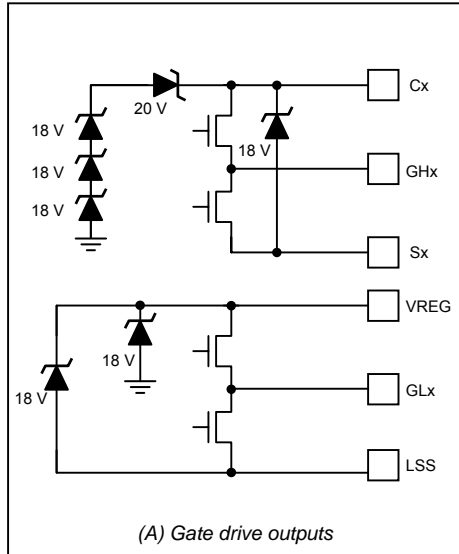 Cx
20 V
18 V
18 V
18 V
18 V
GHx
Sx
VREG
18 V
18 V
GLx
LSS
(A) Gate drive outputs